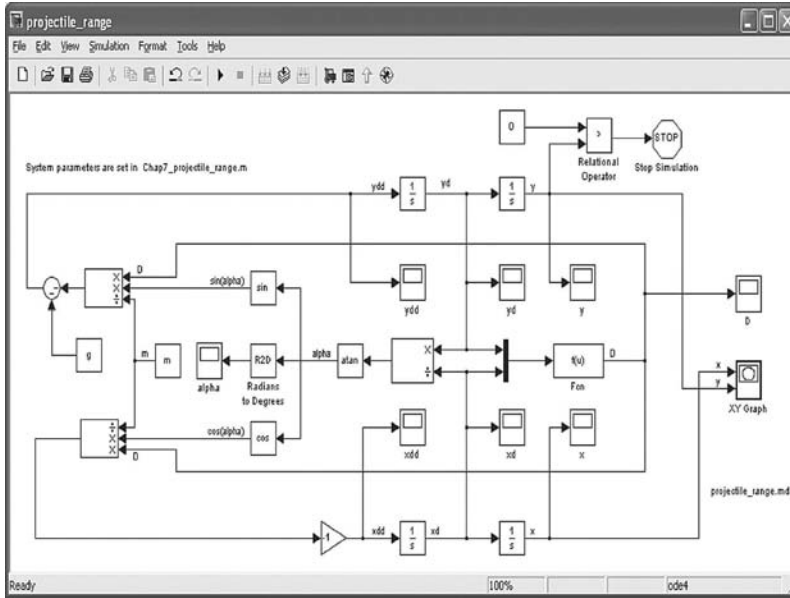 projectile_range
File Edit View Simulation Format Tools Help
0
>
STOP
Relational
Operator
Stop Simulation
System parameters are set in Chap7_projectile_range.m
ydd
1
s
yd
1
s
y
D
X
X
÷
sin(alpha)
sin
ydd
yd
y
D
g
m
m
alpha
R2D
Radians
to Degrees
alpha
atan
X
÷
f(u)
D
Fcn
x
y
XY Graph
÷
X
X
D
cos(alpha)
cos
xdd
xd
x
projectile_range.md
-1
xdd
1
s
xd
1
s
x
Ready
100%
ode4